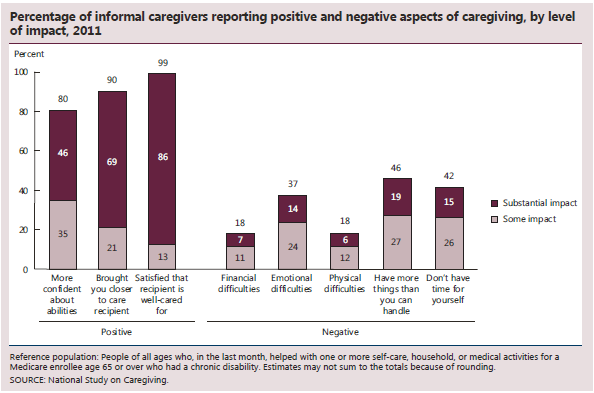 Percentage of informal caregivers reporting positive and negative aspects of caregiving, by level
of impact, 2011
Percent
100
80
60
40
20
0
80
46
35
90
69
21
99
86
13
18
7
11
37
14
24
18
6
12
46
19
27
42
15
26
Substantial impact
Some impact
More
confident
about
abilities
Brought
you closer
to care
recipient
Satisfied that
recipient is
well-cared
for
Financial
difficulties
Emotional
difficulties
Physical
difficulties
Have more
things than
you can
handle
Don't have
time for
yourself
Positive
Negative
Reference population: People of all ages who, in the last month, helped with one or more self-care, household, or medical activities for a
Medicare enrollee age 65 or over who had a chronic disability. Estimates may not sum to the totals because of rounding.
SOURCE: National Study on Caregiving.